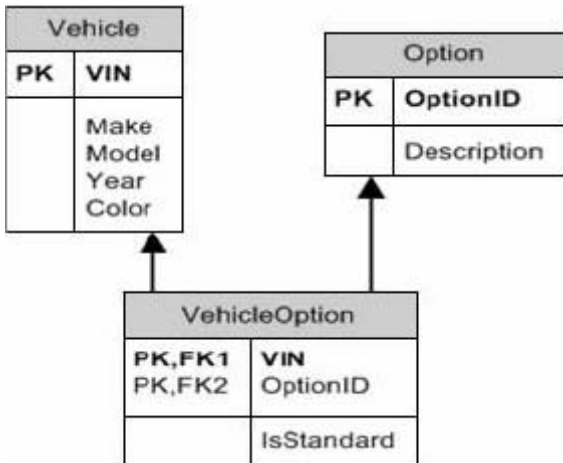 Vehicle
PK VIN
Make
Model
Year
Color
Option
PK OptionID
Description
VehicleOption
PK,FK1 VIN
PK,FK2 OptionID
IsStandard